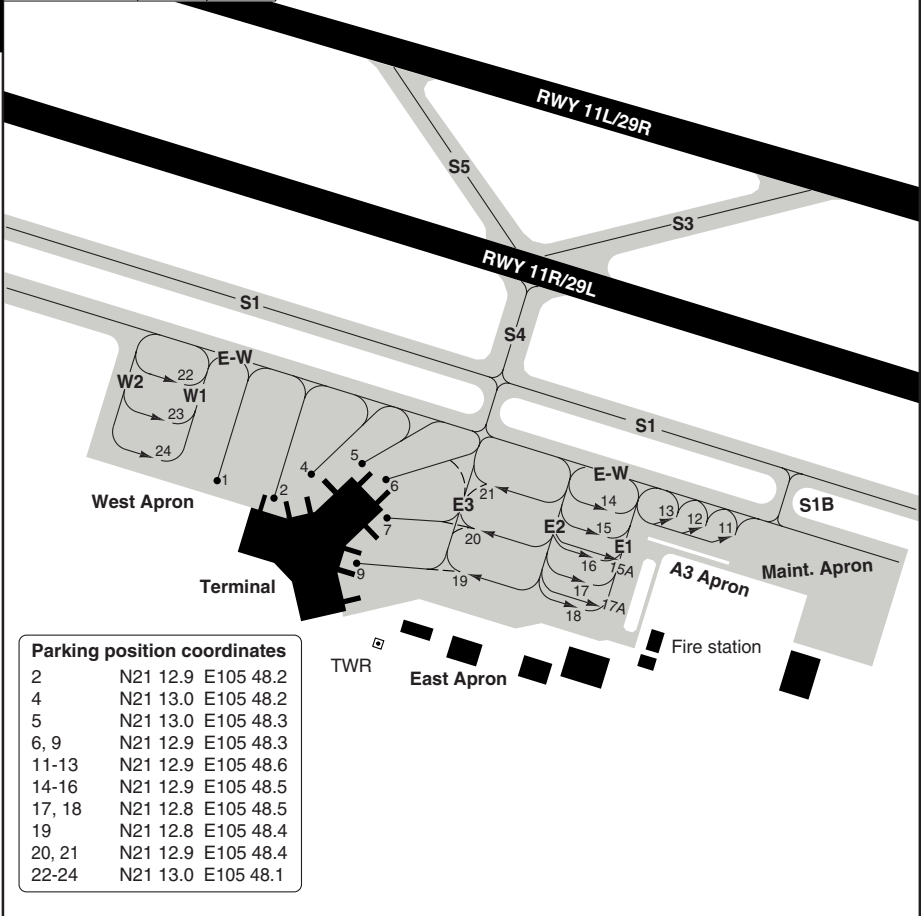 RWY 11L/29R
S5
S3
RWY 11R/29L
S1
S4
E-W
W2
22
W1
23
24
S1
5
4
6
1
2
West Apron
E-W
21
E3
14
S1B
13
12
11
7
20
E2
15
E1
16
15A
9
19
17
17A
18
A3 Apron
Maint. Apron
Terminal
TWR
East Apron
Fire station
Parking position coordinates
2 N21 12.9 E105 48.2
4 N21 13.0 E105 48.2
5 N21 13.0 E105 48.3
6, 9 N21 12.9 E105 48.3
11-13 N21 12.9 E105 48.6
14-16 N21 12.9 E105 48.5
17, 18 N21 12.8 E105 48.5
19 N21 12.8 E105 48.4
20, 21 N21 12.9 E105 48.4
22-24 N21 13.0 E105 48.1